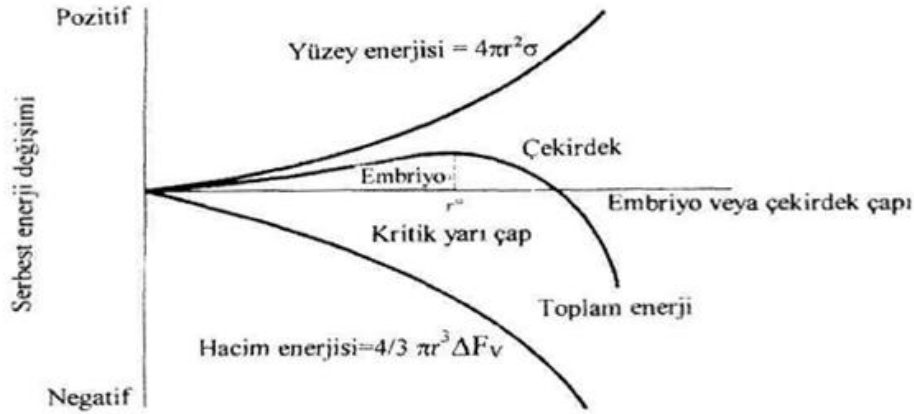 Pozitif
Yüzey enerjisi = 4πr²σ
Serbest enerji değişimi
Çekirdek
Embriyo
r*
Embriyo veya çekirdek çapı
Kritik yarı çap
Toplam enerji
Hacim enerjisi=4/3 πr³ΔFv
Negatif